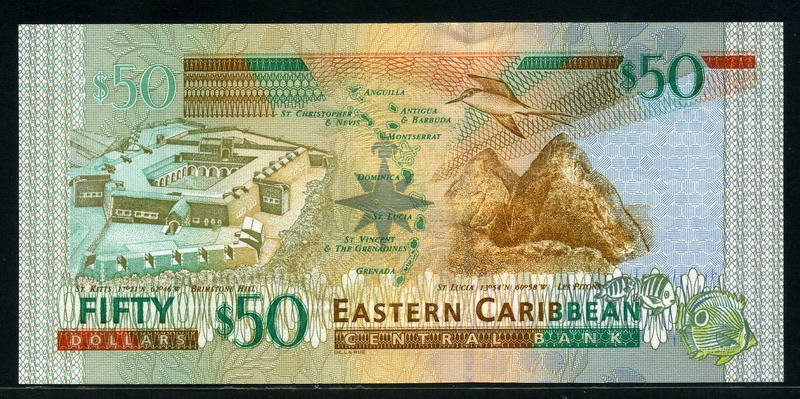 $50
$50
ANGUILLA
ST. CHRISTOPHER
& NEVIS
ANTIGUA
& BARBUDA
MONTSERRAT
DOMINICA
ST. LUCIA
ST. VINCENT
& THE GRENADINES
GRENADA
ST. KITTS 17°21'N 62°46'W BRIMSTONE HILL
ST. LUCIA 13°54'N 60°58'W LES PITONS
FIFTY
DOLLARS
$50
EASTERN CARIBBEAN
CENTRAL BANK
DE LA RUE